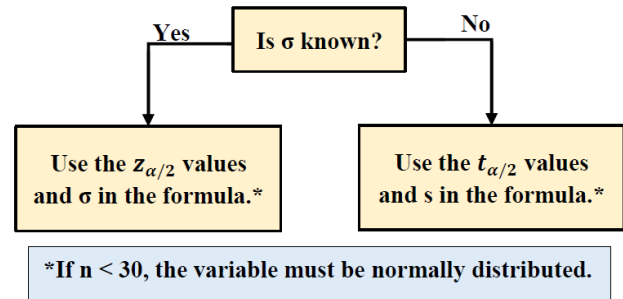 Is σ known?
Yes
No
Use the z_{α/2} values
and σ in the formula.*
Use the t_{α/2} values
and s in the formula.*
*If n < 30, the variable must be normally distributed.